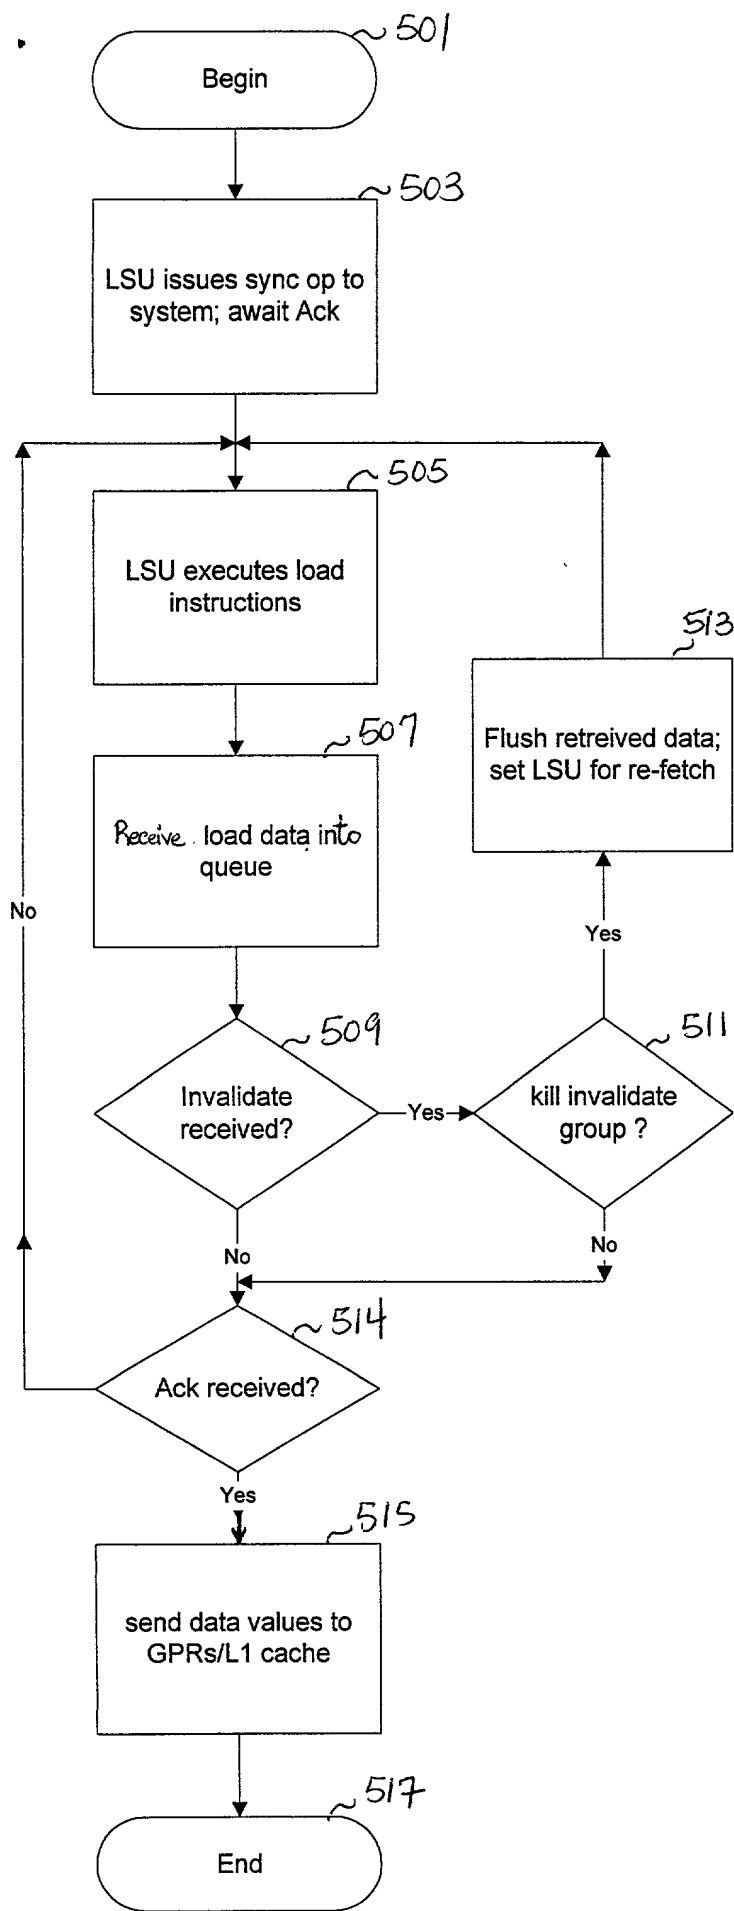 501
Begin
503
LSU issues sync op to
system; await Ack
505
LSU executes load
instructions
513
Flush retreived data;
set LSU for re-fetch
507
Receive load data into
queue
No
Yes
509
511
Invalidate
received?
Yes
kill invalidate
group ?
No
No
514
Ack received?
Yes
515
send data values to
GPRs/L1 cache
517
End